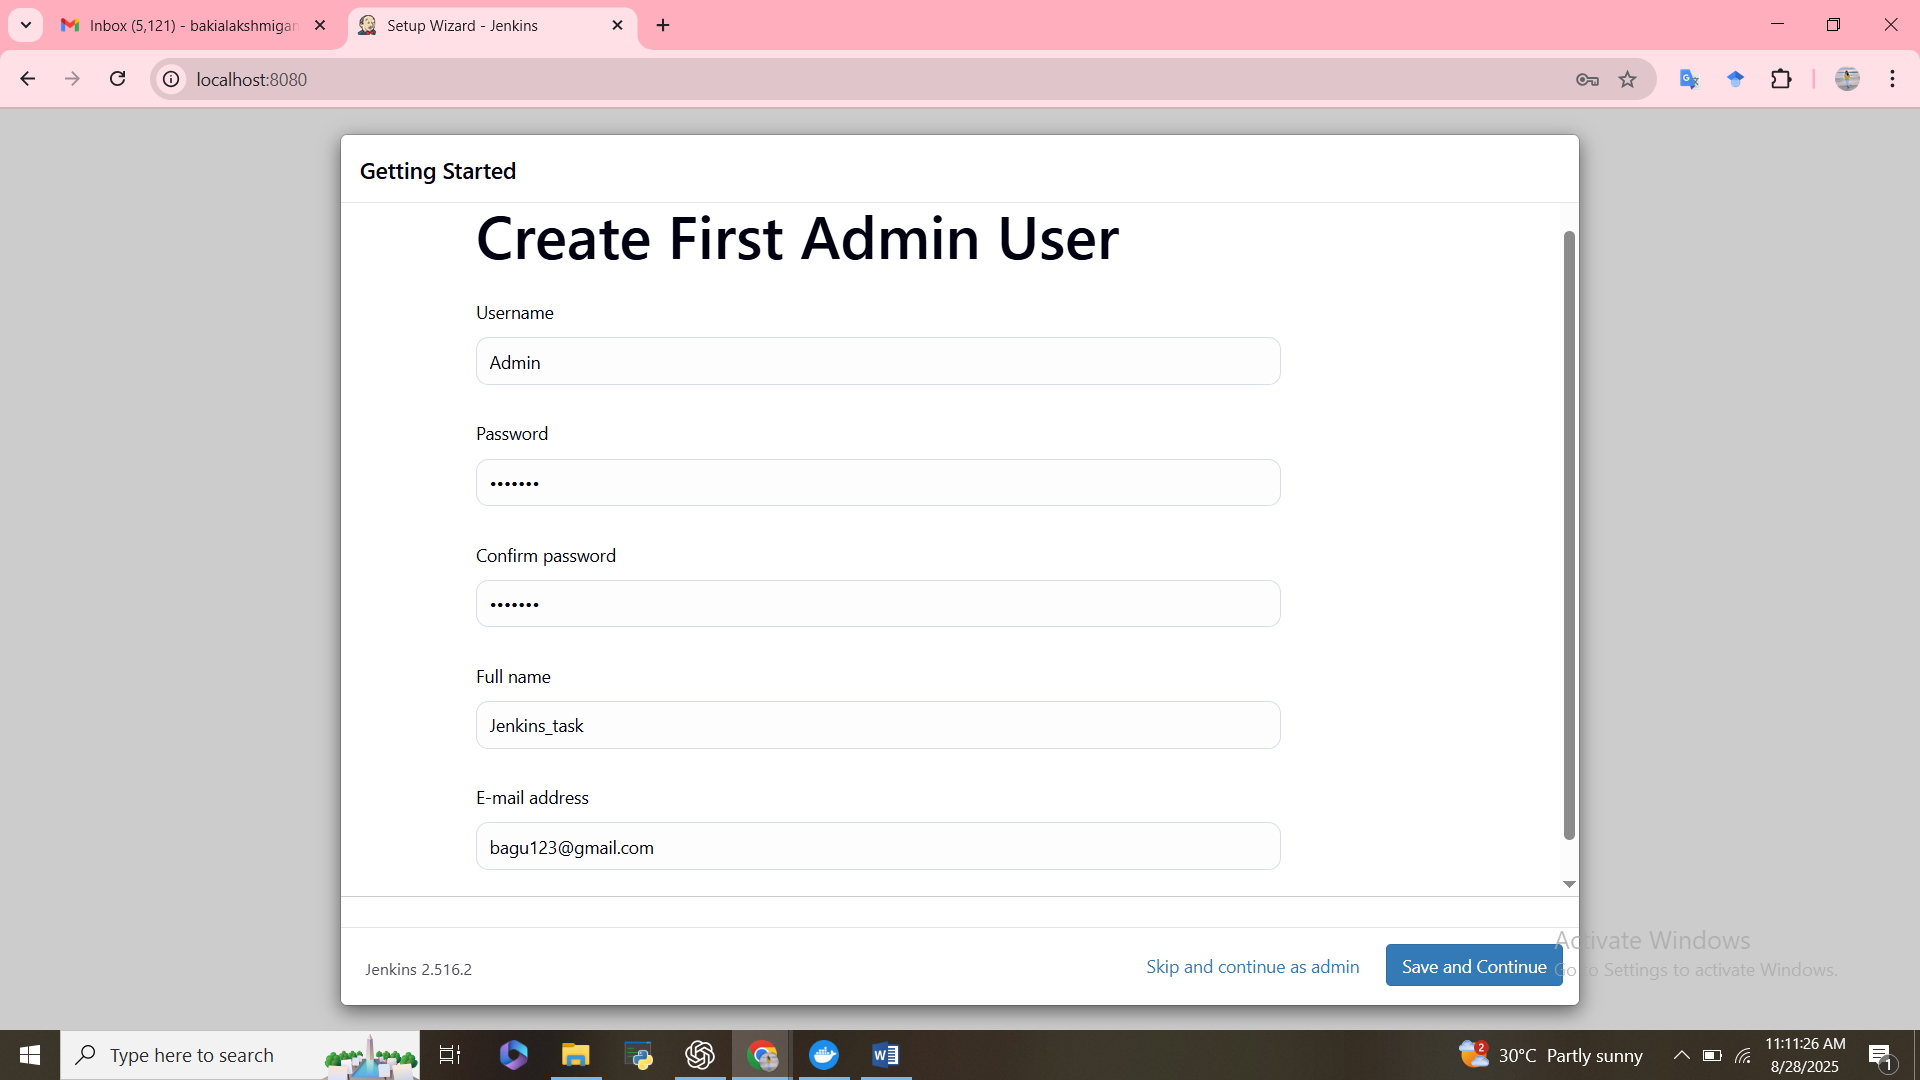 Inbox (5,121) - bakialakshmigan
Setup Wizard - Jenkins
localhost:8080
Getting Started
Create First Admin User
Username
Admin
Password
•••••••
Confirm password
•••••••
Full name
Jenkins_task
E-mail address
bagu123@gmail.com
Jenkins 2.516.2
Skip and continue as admin
Save and Continue
Activate Windows
Go to Settings to activate Windows.
Type here to search
2
30°C Partly sunny
11:11:26 AM
8/28/2025
1